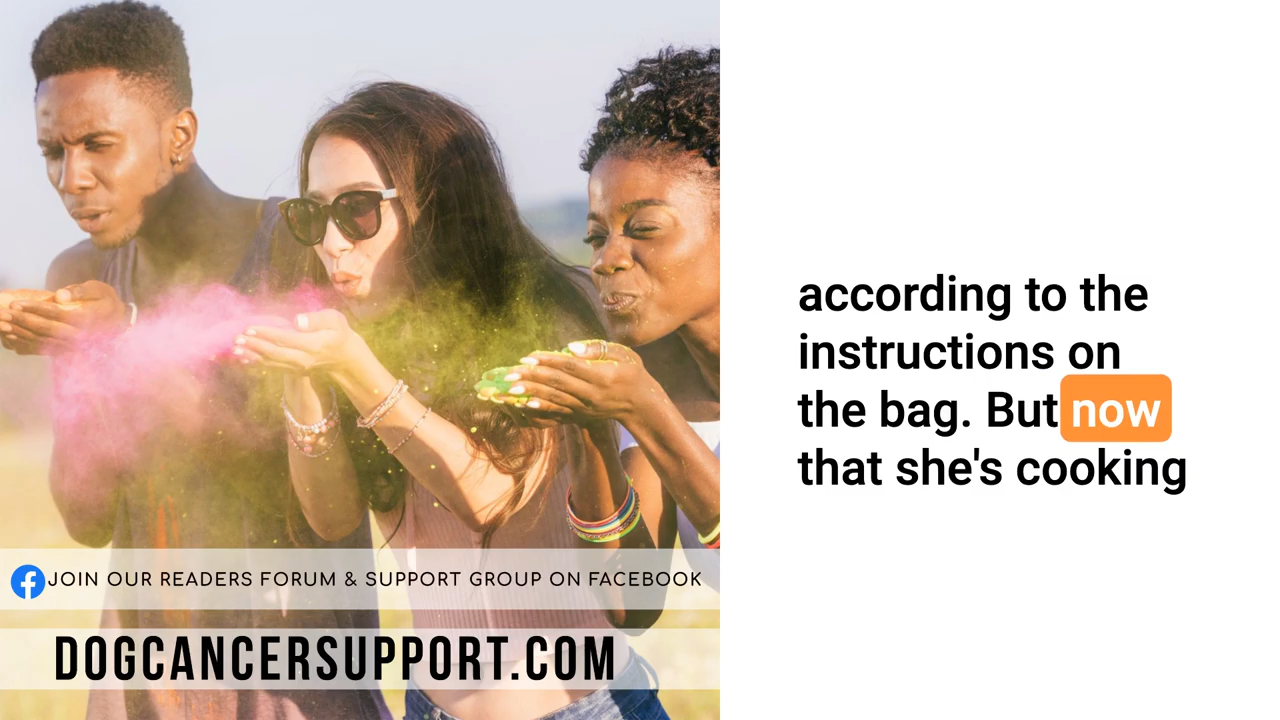 JOIN OUR READERS FORUM & SUPPORT GROUP ON FACEBOOK
DOGCANCERSUPPORT.COM
according to the
instructions on
the bag. But now
that she's cooking